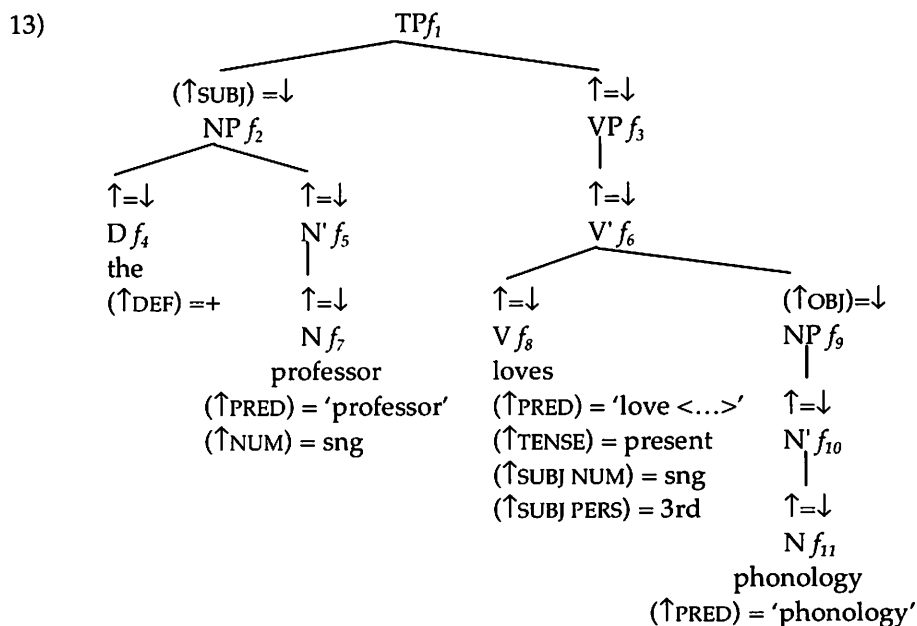 13) TPf₁
(↑SUBJ) =↓ ↑=↓
NP f₂ VP f₃
↑=↓ ↑=↓ ↑=↓
D f₄ N' f₅ V' f₆
the
(↑DEF) =+ ↑=↓ ↑=↓ (↑OBJ)=↓
N f₇ V f₈ NP f₉
professor loves
(↑PRED) = ‘professor’ (↑PRED) = ‘love <...>’ ↑=↓
(↑NUM) = sng (↑TENSE) = present N' f₁₀
(↑SUBJ NUM) = sng
(↑SUBJ PERS) = 3rd ↑=↓
N f₁₁
phonology
(↑PRED) = ‘phonology’